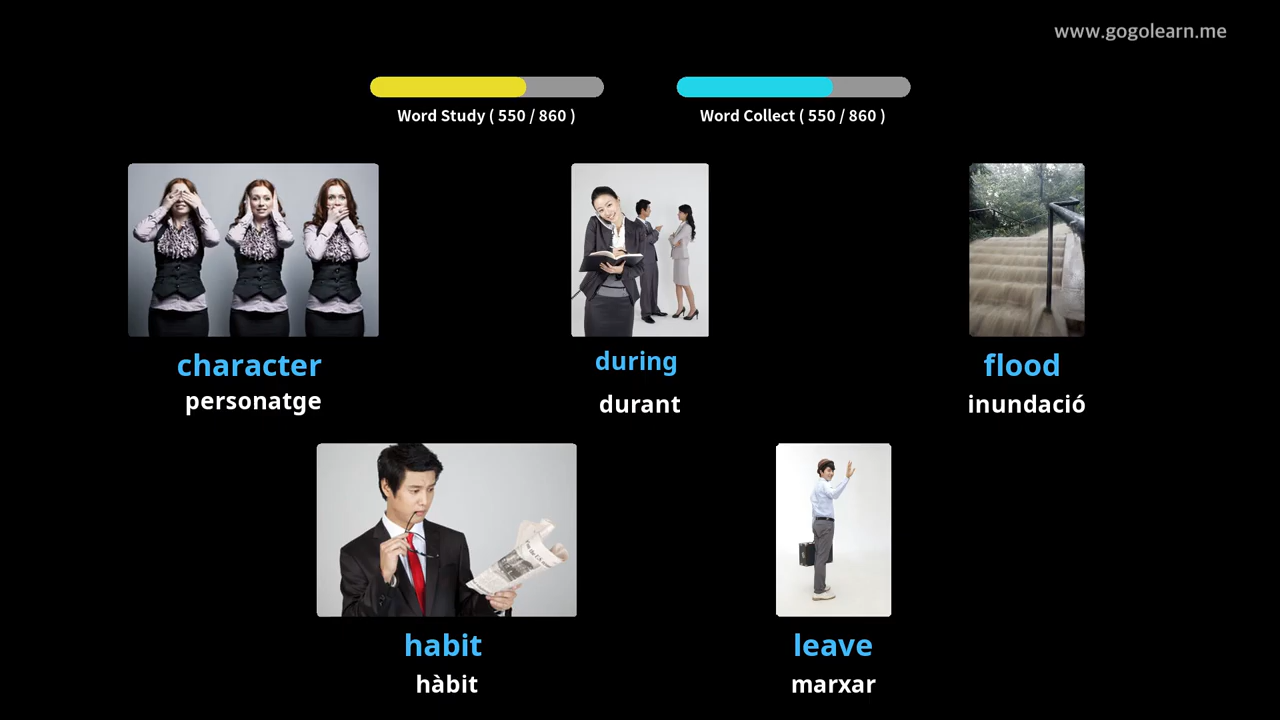 www.gogolearn.me
Word Study ( 550 / 860 )
Word Collect ( 550 / 860 )
character
personatge
during
durant
flood
inundació
habit
hàbit
leave
marxar